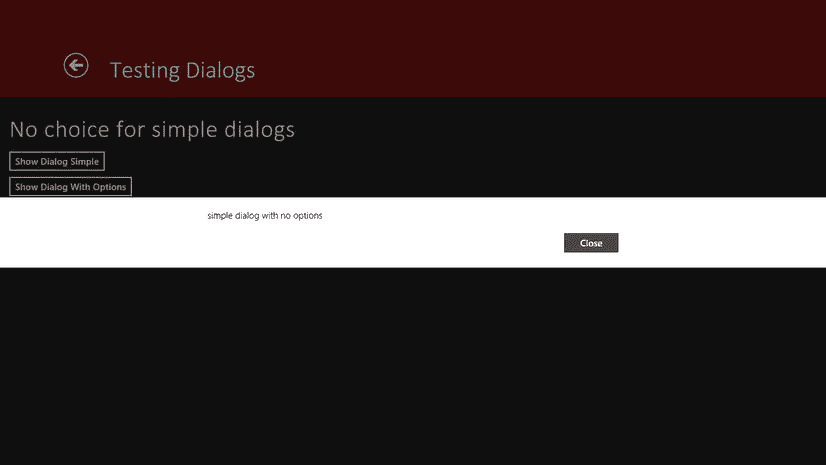 Testing Dialogs
No choice for simple dialogs
Show Dialog Simple
Show Dialog With Options
simple dialog with no options
Close